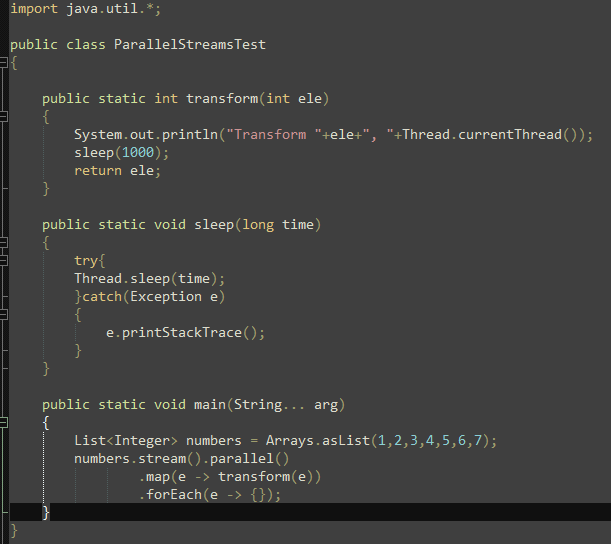 import java.util.*;
public class ParallelStreamsTest
{
public static int transform(int ele)
{
System.out.println("Transform "+ele+", "+Thread.currentThread());
sleep(1000);
return ele;
}
public static void sleep(long time)
{
try{
Thread.sleep(time);
}catch(Exception e)
{
e.printStackTrace();
}
}
public static void main(String... arg)
{
List<Integer> numbers = Arrays.asList(1,2,3,4,5,6,7);
numbers.stream().parallel()
.map(e -> transform(e))
.forEach(e -> {});
}
}